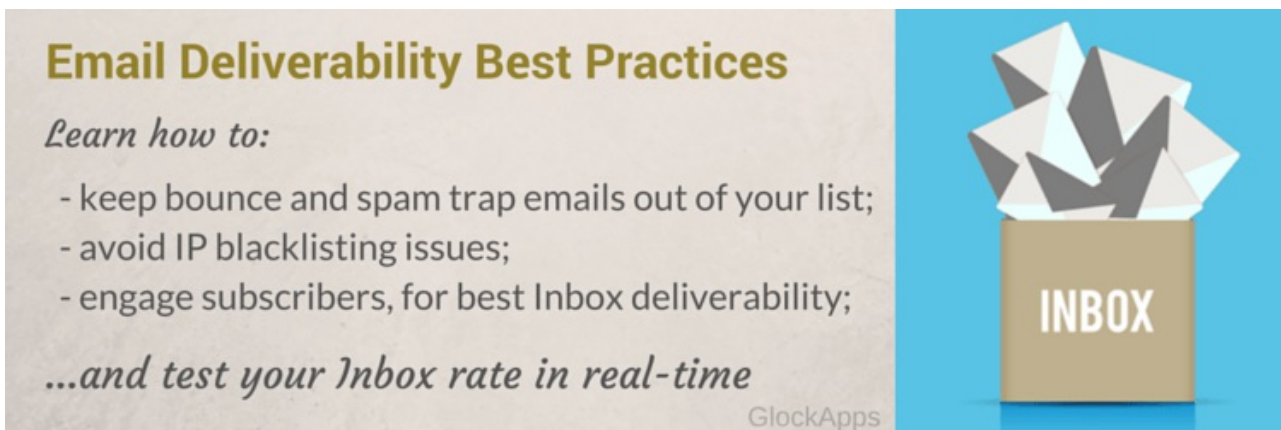 Email Deliverability Best Practices
Learn how to:
- keep bounce and spam trap emails out of your list;
- avoid IP blacklisting issues;
- engage subscribers, for best Inbox deliverability;
...and test your Inbox rate in real-time
GlockApps
INBOX